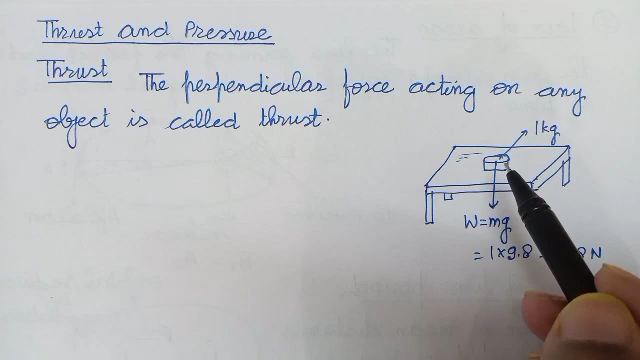 Thrust and Pressure
Thrust The perpendicular force acting on any
object is called thrust.
1kg
W=mg
= 1×9.8 N